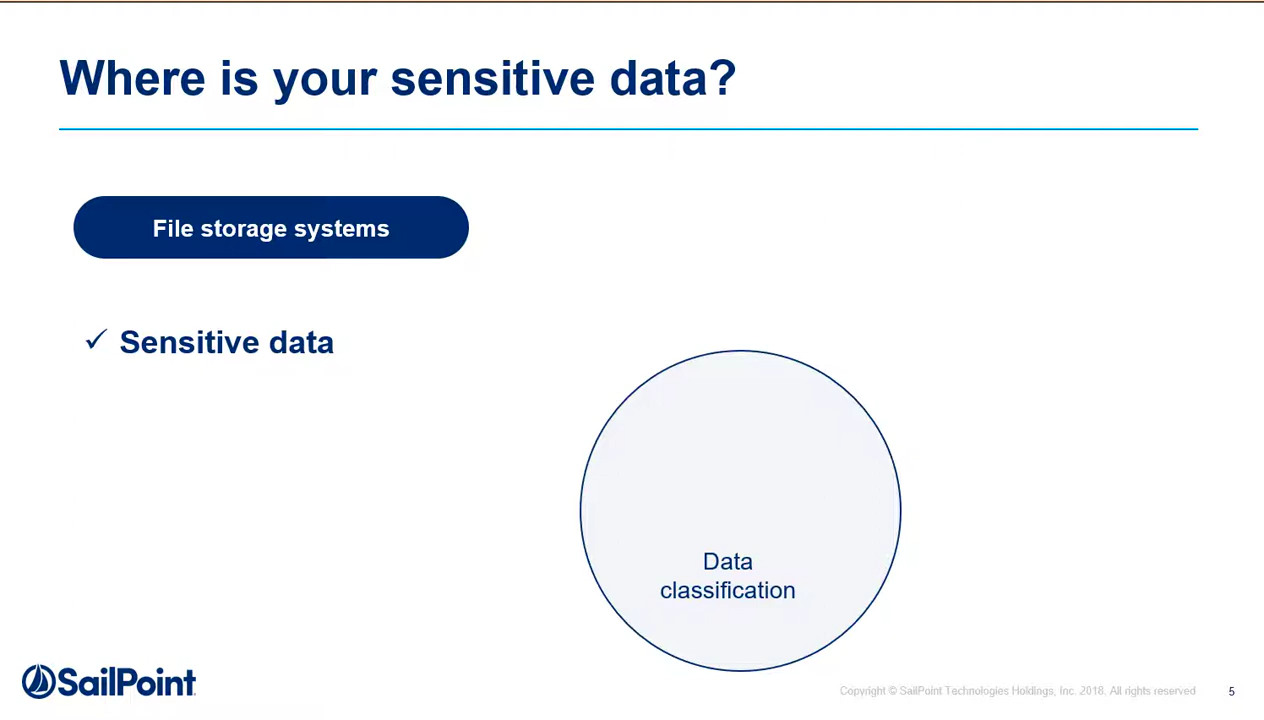 Where is your sensitive data?
File storage systems
✓ Sensitive data
Data
classification
SailPoint
Copyright © SailPoint Technologies Holdings, Inc. 2018. All rights reserved
5